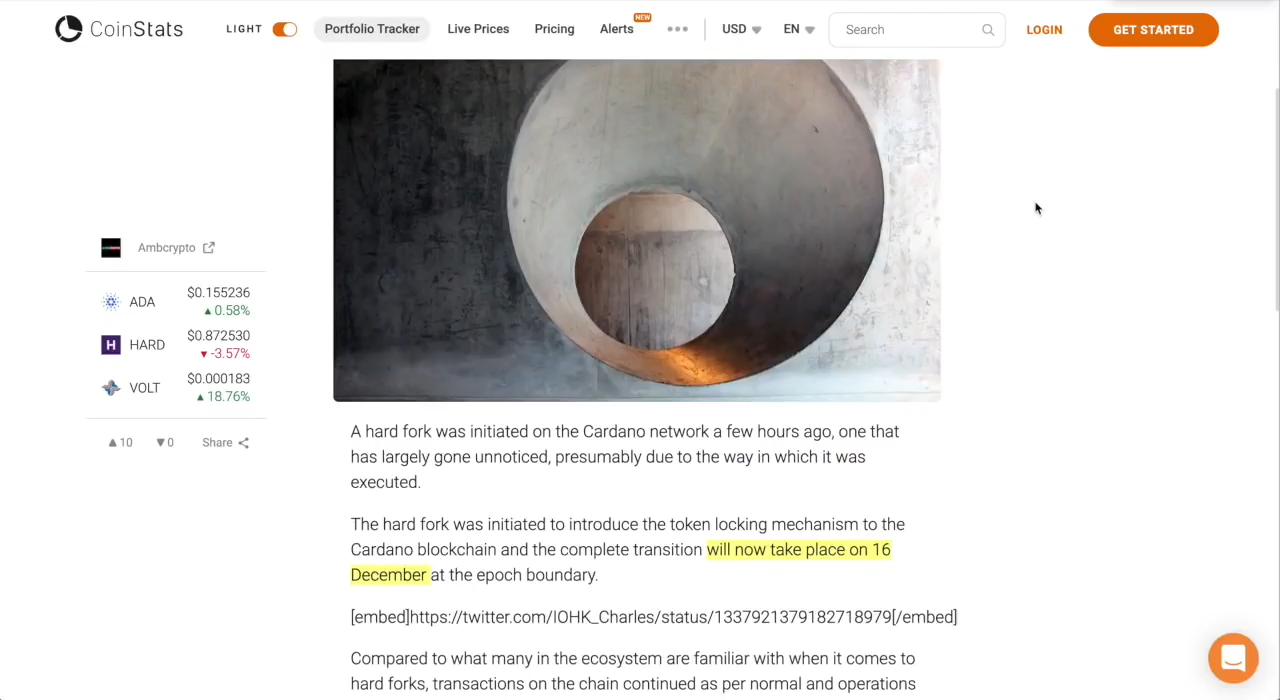 CoinStats
LIGHT
Portfolio Tracker
Live Prices
Pricing
Alerts
NEW
USD
EN
Search
LOGIN
GET STARTED
Ambcrypto
ADA
$0.155236
▲0.58%
H
HARD
$0.872530
▼-3.57%
VOLT
$0.000183
▲18.76%
▲10
▼0
Share
A hard fork was initiated on the Cardano network a few hours ago, one that
has largely gone unnoticed, presumably due to the way in which it was
executed.
The hard fork was initiated to introduce the token locking mechanism to the
Cardano blockchain and the complete transition will now take place on 16
December at the epoch boundary.
[embed]https://twitter.com/IOHK_Charles/status/1337921379182718979[/embed]
Compared to what many in the ecosystem are familiar with when it comes to
hard forks, transactions on the chain continued as per normal and operations